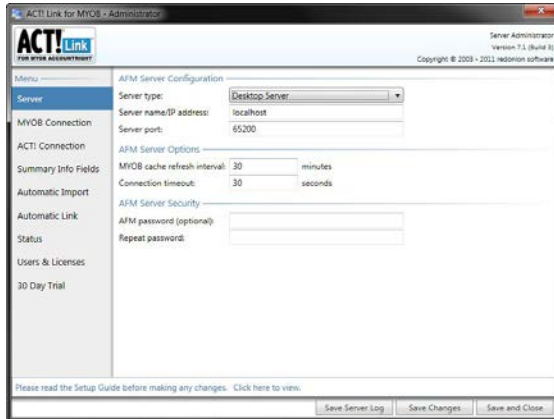 ACT! Link for MYOB - Administrator
ACT! Link
FOR MYOB ACCOUNTRIGHT
Server Administrator
Version 7.1 (Build 3)
Copyright © 2003 - 2011 redonion software
Menu
Server
MYOB Connection
ACT! Connection
Summary Info Fields
Automatic Import
Automatic Link
Status
Users & Licenses
30 Day Trial
AFM Server Configuration
Server type: Desktop Server
Server name/IP address: localhost
Server port: 65200
AFM Server Options
MYOB cache refresh interval: 30 minutes
Connection timeout: 30 seconds
AFM Server Security
AFM password (optional):
Repeat password:
Please read the Setup Guide before making any changes. Click here to view.
Save Server Log
Save Changes
Save and Close